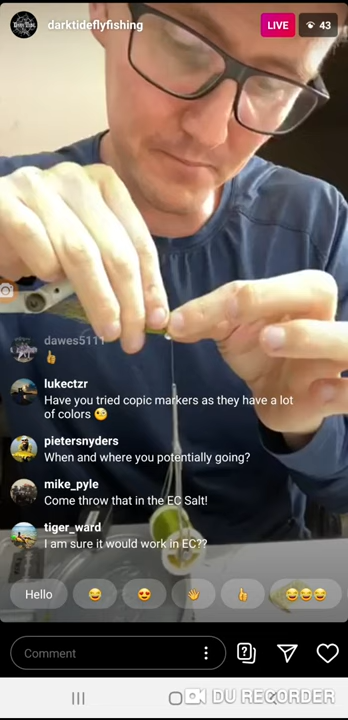 darktideflyfishing
LIVE
43
dawes5111
lukectzr
Have you tried copic markers as they have a lot
of colors
pietersnyders
When and where you potentially going?
mike_pyle
Come throw that in the EC Salt!
tiger_ward
I am sure it would work in EC??
Hello
Comment
DU RECORDER